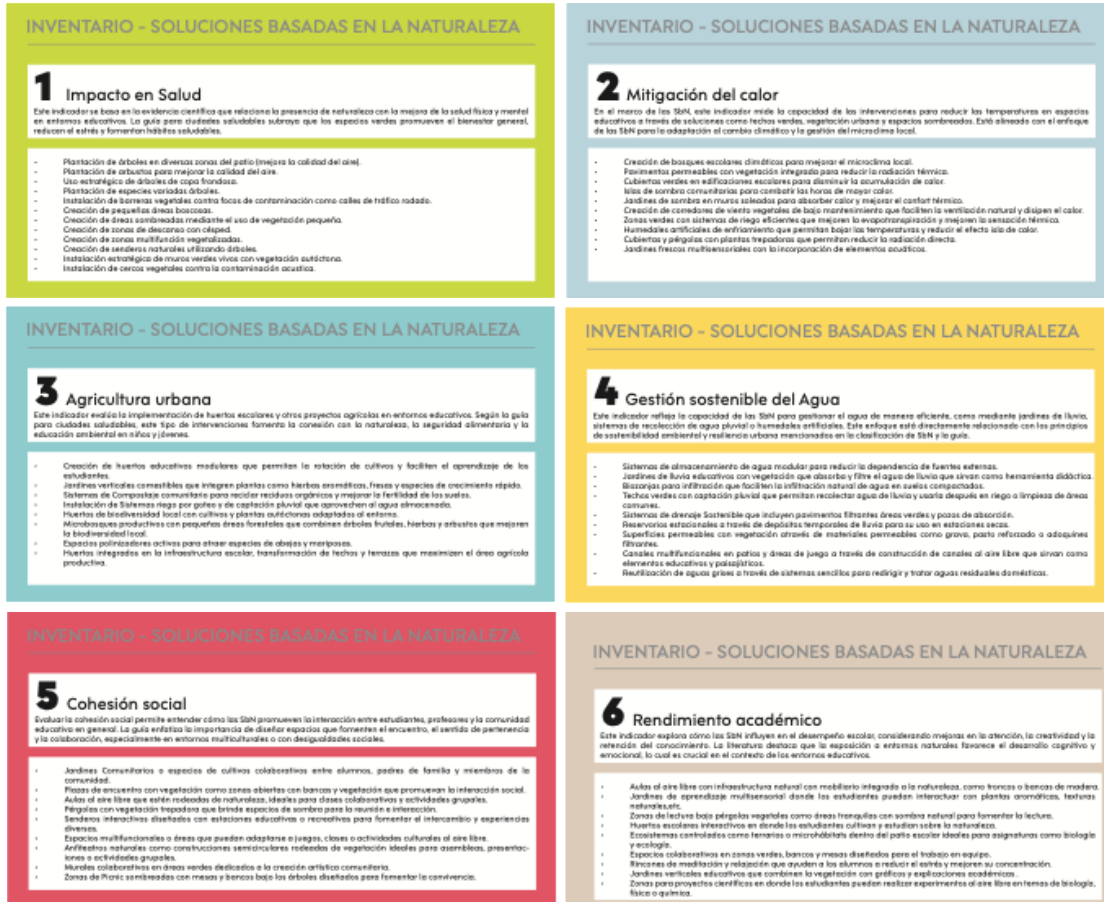 INVENTARIO - SOLUCIONES BASADAS EN LA NATURALEZA
1 Impacto en Salud
Este indicador se basa en la evidencia científica que relaciona la presencia de naturaleza con la mejora de la salud física y mental
en entornos educativos. La guía para ciudades saludables subraya que los espacios verdes promueven el bienestar general,
reducen el estrés y fomentan hábitos saludables.
- Plantación de árboles en diversas zonas del patio (mejora la calidad del aire).
- Plantación de arbustos para mejorar la calidad del aire.
- Uso estratégico de árboles de copa frondosa.
- Plantación de especies variadas árboles.
- Instalación de barreras vegetales contra focos de contaminación como calles de tráfico rodado.
- Creación de pequeñas áreas boscosas.
- Creación de áreas sombreadas mediante el uso de vegetación pequeña.
- Creación de zonas de descanso con césped.
- Creación de zonas multifunción vegetalizadas.
- Creación de senderos naturales utilizando árboles.
- Instalación estratégica de muros verdes vivos con vegetación autóctona.
- Instalación de cercos vegetales contra la contaminación acustica.
INVENTARIO - SOLUCIONES BASADAS EN LA NATURALEZA
2 Mitigación del calor
En el marco de las SbN, este indicador mide la capacidad de las intervenciones para reducir las temperaturas en espacios
educativos a través de soluciones como techos verdes, vegetación urbana y espacios sombreados. Está alineado con el enfoque
de las SbN para la adaptación al cambio climático y la gestión del microclima local.
- Creación de bosques escolares climáticos para mejorar el microclima local.
- Pavimentos permeables con vegetación integrada para reducir la radiación térmica.
- Cubiertas verdes en edificaciones escolares para disminuir la acumulación de calor.
- Islas de sombra comunitarias para combatir las horas de mayor calor.
- Jardines de sombra en muros soleados para absorber calor y mejorar el confort térmico.
- Creación de corredores de viento vegetales de bajo mantenimiento que faciliten la ventilación natural y disipen el calor.
- Zonas verdes con sistemas de riego eficientes que mejoren la evapotranspiración y mejoren la sensación térmica.
- Humedales artificiales de enfriamiento que permitan bajar las temperaturas y reducir el efecto isla de calor.
- Cubiertas y pérgolas con plantas trepadoras que permitan reducir la radiación directa.
- Jardines frescos multisensoriales con la incorporación de elementos acuáticos.
INVENTARIO - SOLUCIONES BASADAS EN LA NATURALEZA
3 Agricultura urbana
Este indicador evalúa la implementación de huertos escolares y otros proyectos agrícolas en entornos educativos. Según la guía
para ciudades saludables, este tipo de intervenciones fomenta la conexión con la naturaleza, la seguridad alimentaria y la
educación ambiental en niños y jóvenes.
- Creación de huertos educativos modulares que permitan la rotación de cultivos y faciliten el aprendizaje de los
estudiantes.
- Jardines verticales comestibles que integren plantas como hierbas aromáticas, fresas y especies de crecimiento rápido.
- Sistemas de Compostaje comunitario para reciclar residuos orgánicos y mejorar la fertilidad de los suelos.
- Instalación de Sistemas riego por goteo y de captación pluvial que aprovechen al agua almacenada.
- Huertos de biodiversidad local con cultivos y plantas autóctonas adaptados al entorno.
- Microbosques productivos con pequeñas áreas forestales que combinen árboles frutales, hierbas y arbustos que mejoren
la biodiversidad local.
- Espacios polinizadores activos para atraer especies de abejas y mariposas.
- Huertos integrados en la infraestructura escolar, transformación de techos y terrazas que maximizen el área agrícola
productiva.
INVENTARIO - SOLUCIONES BASADAS EN LA NATURALEZA
4 Gestión sostenible del Agua
Este indicador refleja la capacidad de las SbN para gestionar el agua de manera eficiente, como mediante jardines de lluvia,
sistemas de recolección de agua pluvial o humedales artificiales. Este enfoque está directamente relacionado con los principios
de sostenibilidad ambiental y resiliencia urbana mencionados en la clasificación de SbN y la guía.
- Sistemas de almacenamiento de agua modular para reducir la dependencia de fuentes externas.
- Jardines de lluvia educativos con vegetación que absorba y filtre el agua de lluvia que sirvan como herramienta didáctica.
- Biozanjas para infiltración que faciliten la infiltración natural de agua en suelos compactados.
- Techos verdes con captación pluvial que permitan recolectar agua de lluvia y usarla después en riego o limpieza de áreas
comunes.
- Sistemas de drenaje Sostenible que incluyen pavimentos filtrantes áreas verdes y pozos de absorción.
- Reservorios estacionales a través de depósitos temporales de lluvia para su uso en estaciones secas.
- Superficies permeables con vegetación através de materiales permeables como grava, pasto reforzado o adoquines
filtrantes.
- Canales multifuncionales en patios y áreas de juego a través de construcción de canales al aire libre que sirvan como
elementos educativos y paisajísticos.
- Reutilización de aguas grises a través de sistemas sencillos para redirigir y tratar aguas residuales domésticas.
INVENTARIO - SOLUCIONES BASADAS EN LA NATURALEZA
5 Cohesión social
Evaluar la cohesión social permite entender cómo las SbN promueven la interacción entre estudiantes, profesores y la comunidad
educativa en general. La guía enfatiza la importancia de diseñar espacios que fomenten el encuentro, el sentido de pertenencia
y la colaboración, especialmente en entornos multiculturales o con desigualdades sociales.
- Jardines Comunitarios o espacios de cultivos colaborativos entre alumnos, padres de familia y miembros de la
comunidad.
- Plazas de encuentro con vegetación como zonas abiertas con bancas y vegetación que promuevan la interacción social.
- Aulas al aire libre que estén rodeadas de naturaleza, ideales para clases colaborativas y actividades grupales.
- Pérgolas con vegetación trepadora que brinde espacios de sombra para la reunión e interacción.
- Senderos interactivos diseñados con estaciones educativas o recreativas para fomentar el intercambio y experiencias
diversas.
- Espacios multifuncionales o áreas que puedan adaptarse a juegos, clases o actividades culturales al aire libre.
- Anfiteatros naturales como construcciones semicirculares rodeadas de vegetación ideales para asambleas, presentac-
iones o actividades grupales.
- Murales colaborativos en áreas verdes dedicados a la creación artística comunitaria.
- Zonas de Picnic sombreadas con mesas y bancos bajo los árboles diseñados para fomentar la convivencia.
INVENTARIO - SOLUCIONES BASADAS EN LA NATURALEZA
6 Rendimiento académico
Este indicador explora cómo las SbN influyen en el desempeño escolar, considerando mejoras en la atención, la creatividad y la
retención del conocimiento. La literatura destaca que la exposición a entornos naturales favorece el desarrollo cognitivo y
emocional, lo cual es crucial en el contexto de los entornos educativos.
- Aulas al aire libre con infraestructura natural con mobiliario integrado a la naturaleza, como troncos o bancas de madera.
- Jardines de aprendizaje multisensorial donde los estudiantes puedan interactuar con plantas aromáticas, texturas
naturales,etc.
- Zonas de lectura bajo pérgolas vegetales como áreas tranquilas con sombra natural para fomentar la lectura.
- Huertos escolares interactivos en donde los estudiantes cultivan y estudian sobre la naturaleza.
- Ecosistemas controlados como terrarios o microhábitats dentro del patio escolar ideales para asignaturas como biología
y ecología.
- Espacios colaborativos en zonas verdes, bancos y mesas diseñados para el trabajo en equipo.
- Rincones de meditación y relajación que ayuden a los alumnos a reducir el estrés y mejoren su concentración.
- Jardines verticales educativos que combinen la vegetación con gráficos y explicaciones académicas .
- Zonas para proyectos científicos en donde los estudiantes puedan realizar experimentos al aire libre en temas de biología,
física o química.